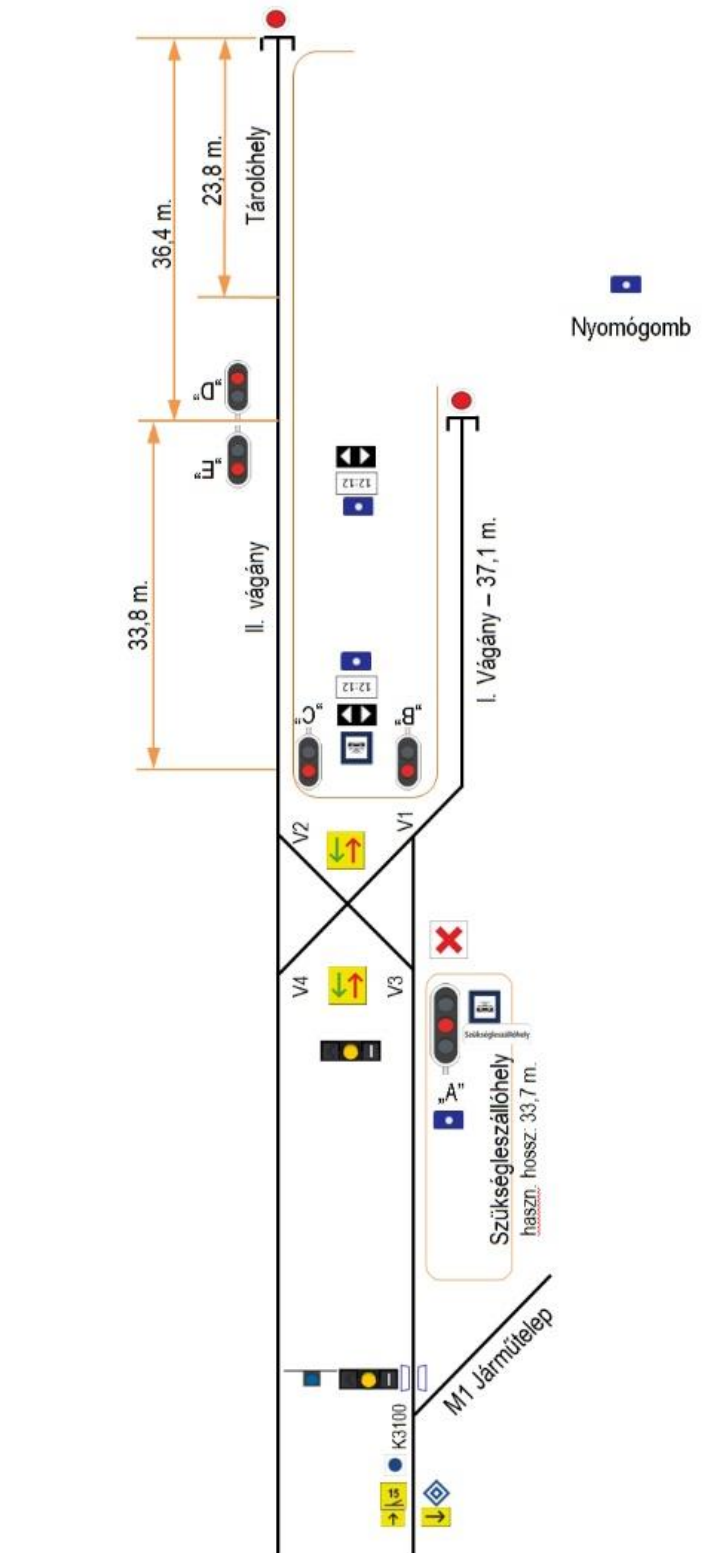 36,4 m.
23,8 m.
Tárolóhely
Nyomógomb
„D”
„E”
12:12
33,8 m.
II. vágány
I. Vágány – 37,1 m.
12:12
„C”
„B”
V2
V1
V4
V3
Szükségleszállóhely
„A”
Szükségleszállóhely
haszn. hossz: 33,7 m.
M1 Járműtelep
K3100
15